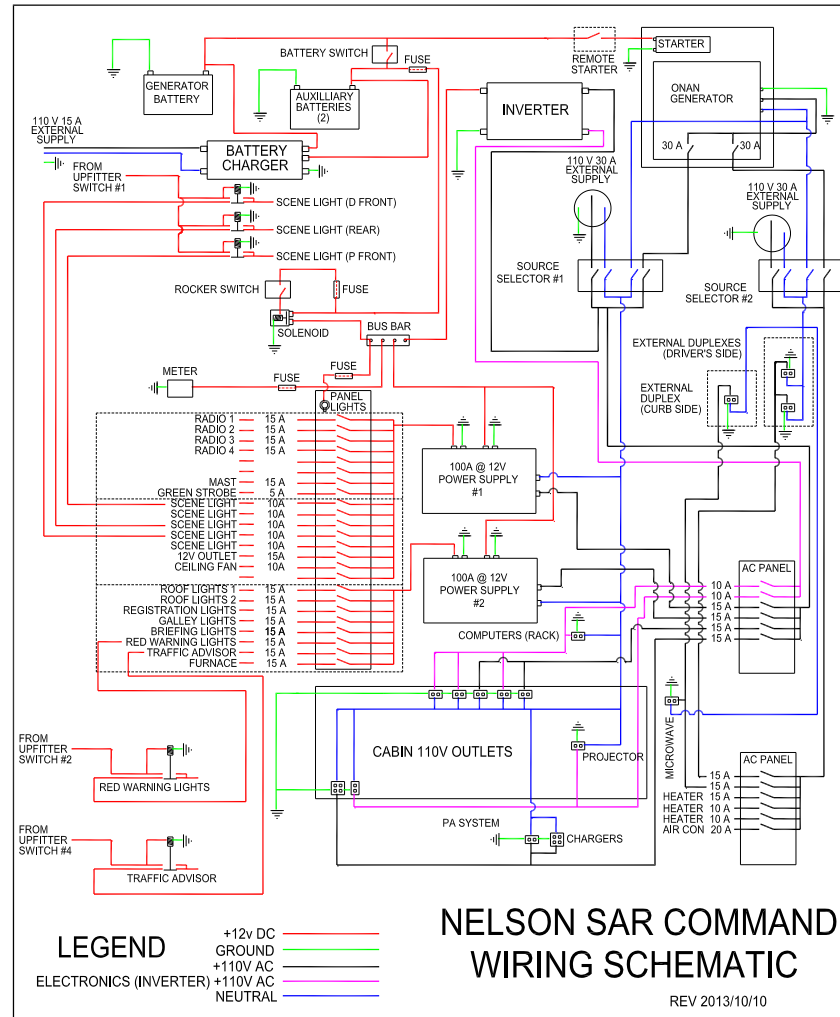 BATTERY SWITCH
FUSE
GENERATOR
BATTERY
AUXILLIARY
BATTERIES
(2)
REMOTE
STARTER
STARTER
ONAN
GENERATOR
30 A
30 A
INVERTER
110 V 15 A
EXTERNAL
SUPPLY
BATTERY
CHARGER
FROM
UPFITTER
SWITCH #1
SCENE LIGHT (D FRONT)
SCENE LIGHT (REAR)
SCENE LIGHT (P FRONT)
110 V 30 A
EXTERNAL
SUPPLY
110 V 30 A
EXTERNAL
SUPPLY
SOURCE
SELECTOR #1
SOURCE
SELECTOR #2
ROCKER SWITCH
FUSE
SOLENOID
BUS BAR
EXTERNAL DUPLEXES
(DRIVER'S SIDE)
EXTERNAL
DUPLEX
(CURB SIDE)
METER
FUSE
FUSE
PANEL
LIGHTS
RADIO 1 15 A
RADIO 2 15 A
RADIO 3 15 A
RADIO 4 15 A
MAST 15 A
GREEN STROBE 5 A
SCENE LIGHT 10A
SCENE LIGHT 10A
SCENE LIGHT 10A
SCENE LIGHT 10A
SCENE LIGHT 10A
12V OUTLET 15A
CEILING FAN 10A
ROOF LIGHTS 1 15 A
ROOF LIGHTS 2 15 A
REGISTRATION LIGHTS 15 A
GALLEY LIGHTS 15 A
BRIEFING LIGHTS 15 A
RED WARNING LIGHTS 15 A
TRAFFIC ADVISOR 15 A
FURNACE 15 A
100A @ 12V
POWER SUPPLY
#1
100A @ 12V
POWER SUPPLY
#2
COMPUTERS (RACK)
AC PANEL
10 A
10 A
15 A
15 A
15 A
15 A
CABIN 110V OUTLETS
PROJECTOR
MICROWAVE
PA SYSTEM
CHARGERS
AC PANEL
15 A
15 A
HEATER 15 A
HEATER 10 A
HEATER 10 A
AIR CON 20 A
FROM
UPFITTER
SWITCH #2
RED WARNING LIGHTS
FROM
UPFITTER
SWITCH #4
TRAFFIC ADVISOR
LEGEND
+12v DC
GROUND
+110V AC
ELECTRONICS (INVERTER) +110V AC
NEUTRAL
NELSON SAR COMMAND
WIRING SCHEMATIC
REV 2013/10/10